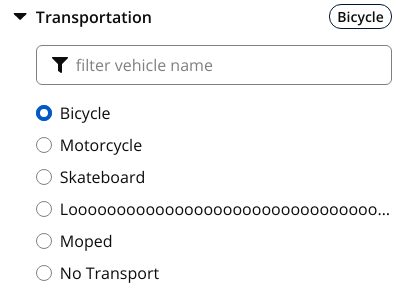 Transportation Bicycle
filter vehicle name
Bicycle
Motorcycle
Skateboard
Looooooooooooooooooooooooooooooooo...
Moped
No Transport